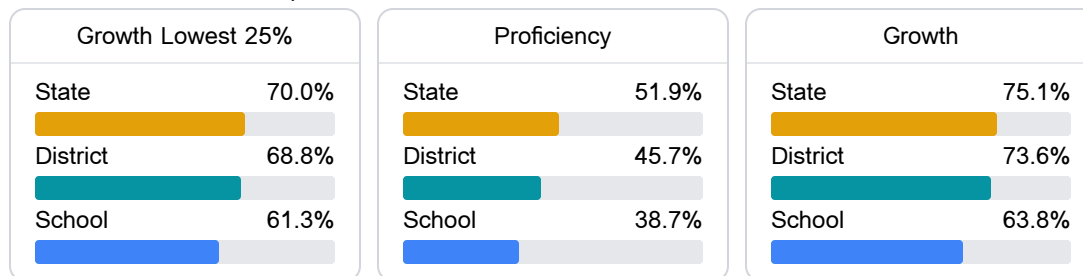 Growth Lowest 25%
State 70.0%
District 68.8%
School 61.3%
Proficiency
State 51.9%
District 45.7%
School 38.7%
Growth
State 75.1%
District 73.6%
School 63.8%